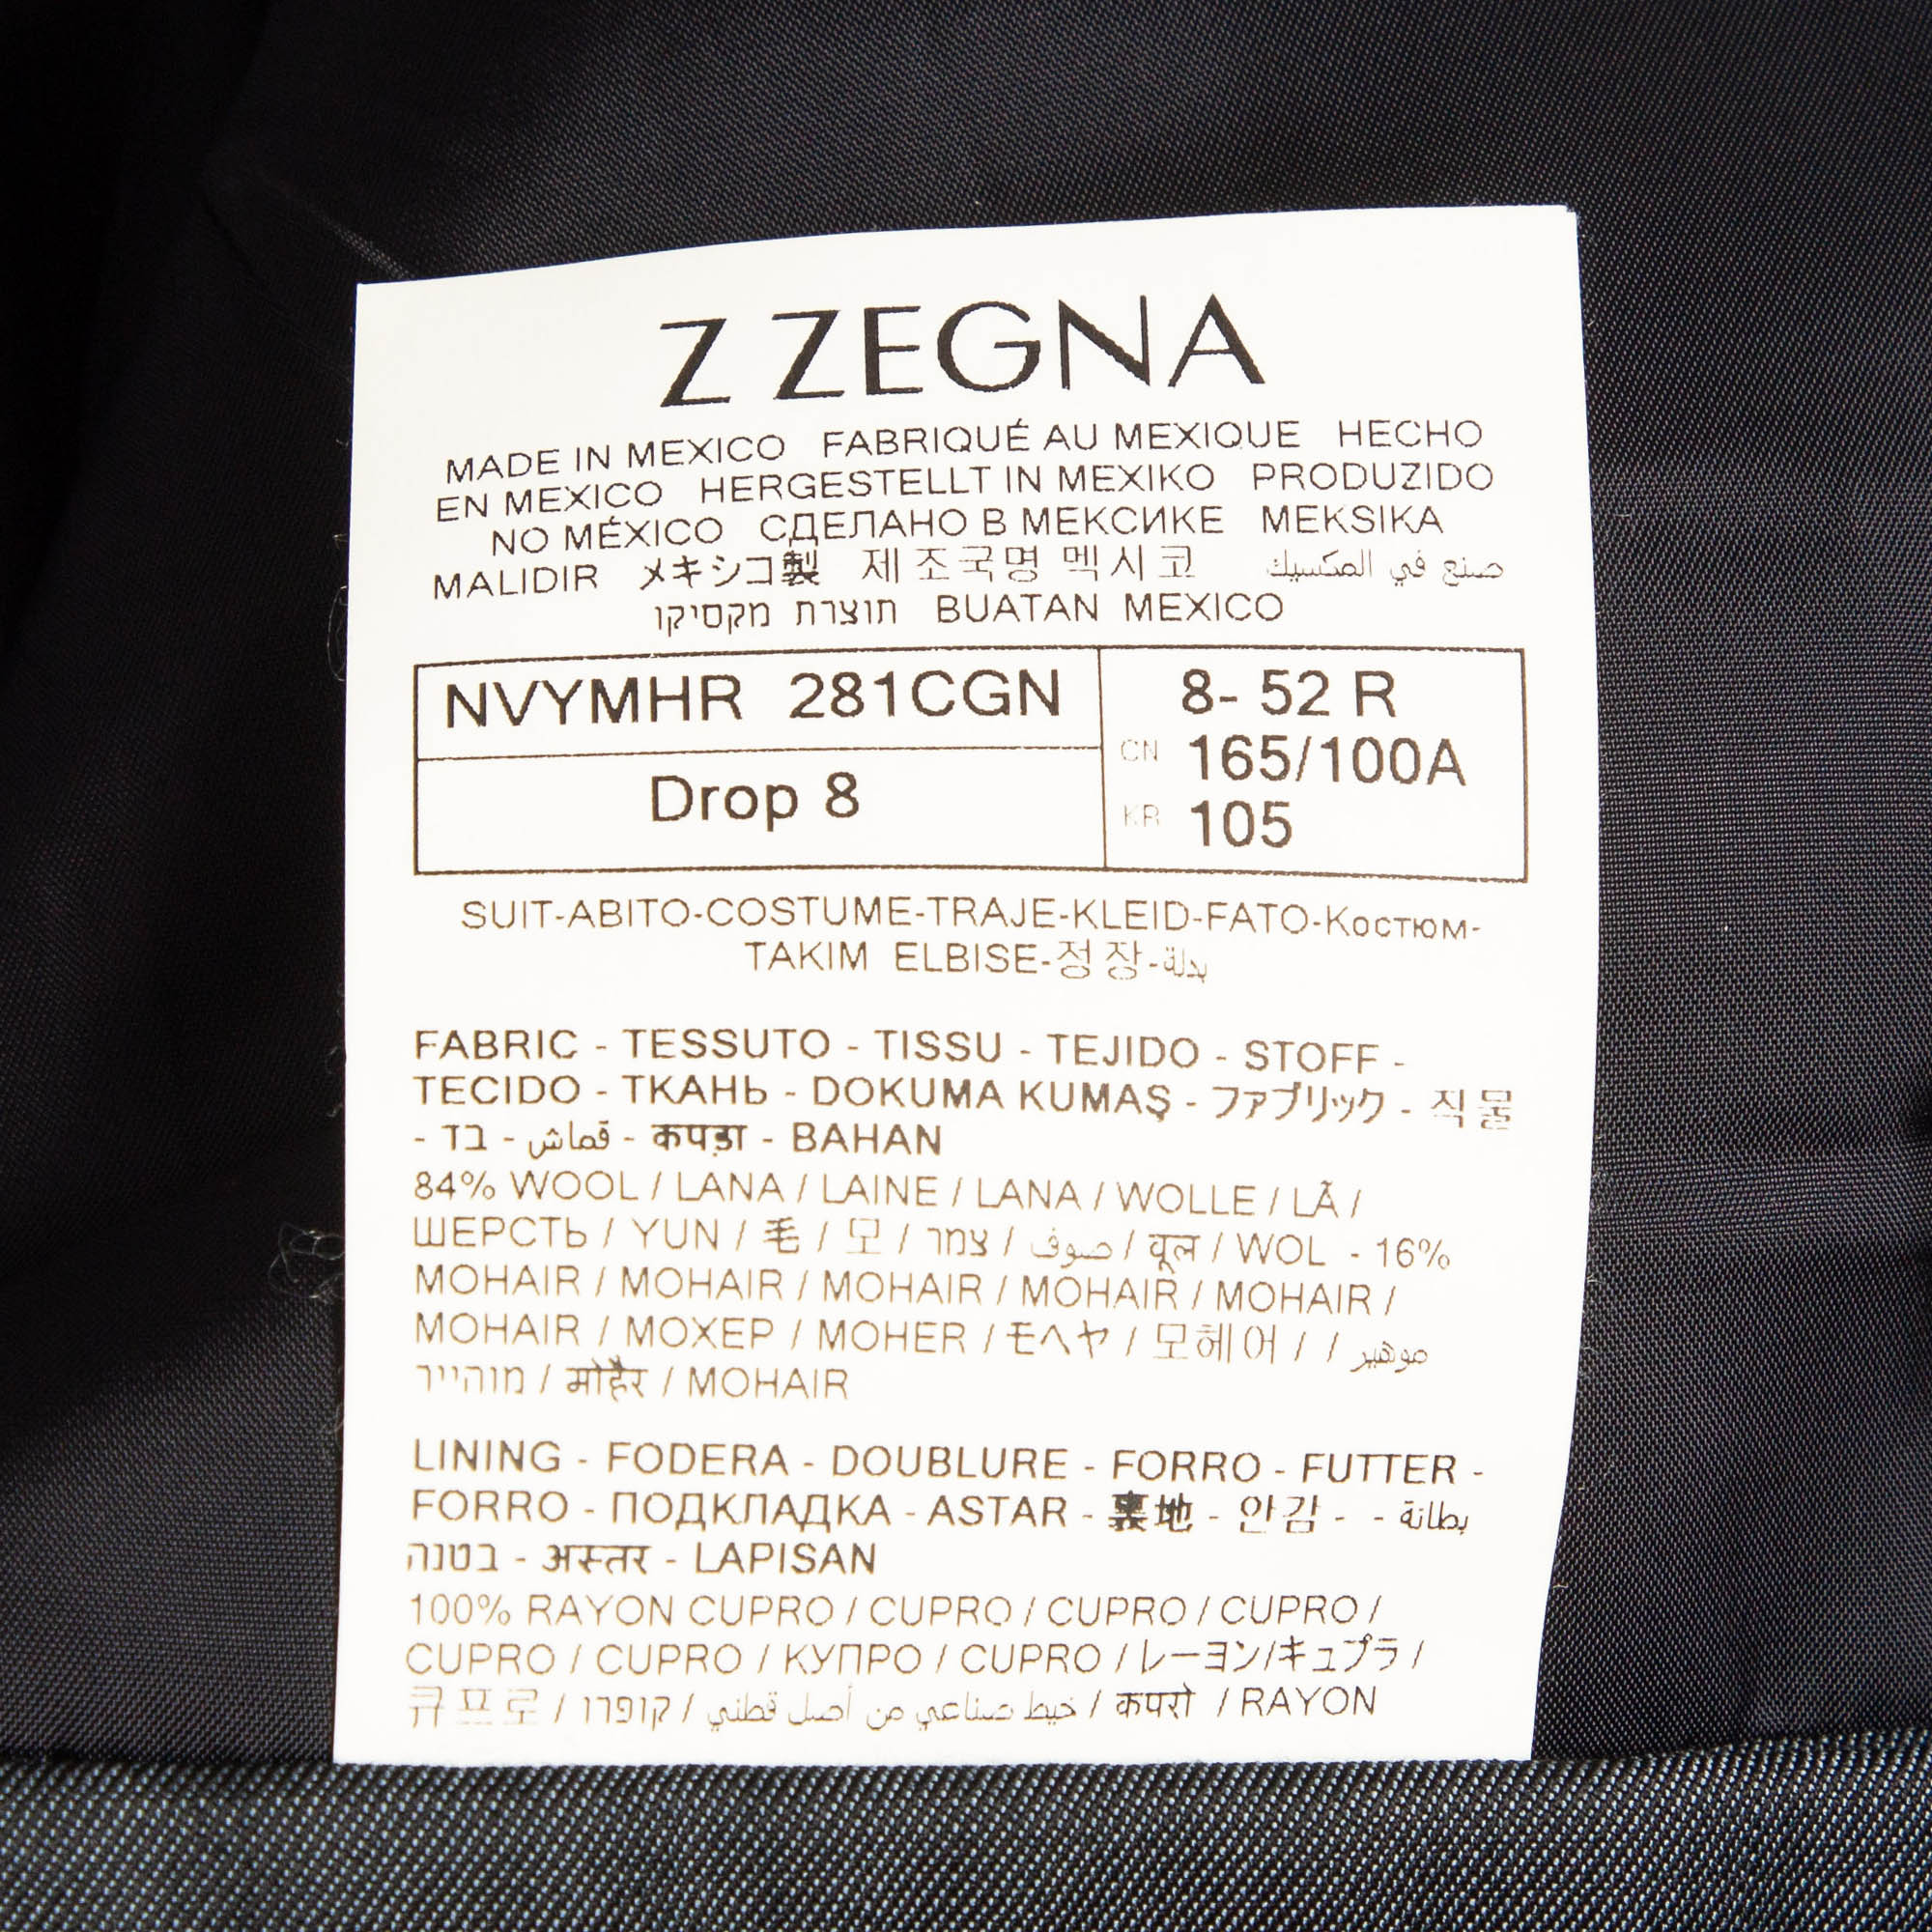 Z ZEGNA
MADE IN MEXICO FABRIQUÉ AU MEXIQUE HECHO
EN MEXICO HERGESTELLT IN MEXIKO PRODUZIDO
NO MÉXICO СДЕЛАНО В МЕКСИКЕ MEKSIKA
MALIDIR メキシコ製 제조국명 멕시코 صنع في المكسيك
תוצרת מקסיקו BUATAN MEXICO
NVYMHR 281CGN
Drop 8
8- 52 R
CN 165/100A
KR 105
SUIT-ABITO-COSTUME-TRAJE-KLEID-FATO-Костюм-
TAKIM ELBISE-정장-بدلة
FABRIC - TESSUTO - TISSU - TEJIDO - STOFF -
TECIDO - ТКАНЬ - DOKUMA KUMAŞ - ファブリック - 직물
- בד - قماش - कपड़ा - BAHAN
84% WOOL / LANA / LAINE / LANA / WOLLE / LÃ /
ШЕРСТЬ / YUN / 毛 / 모 / צמר / صوف / वूल / WOL - 16%
MOHAIR / MOHAIR / MOHAIR / MOHAIR / MOHAIR /
MOHAIR / МОХЕР / MOHER / モヘヤ / 모헤어 / / موهير
מוהייר / मोहैर / MOHAIR
LINING - FODERA - DOUBLURE - FORRO - FUTTER -
FORRO - ПОДКЛАДКА - ASTAR - 裏地 - 안감 - - بطانة
בטנה - अस्तर - LAPISAN
100% RAYON CUPRO / CUPRO / CUPRO / CUPRO /
CUPRO / CUPRO / КУПРО / CUPRO / レーヨン/キュプラ /
큐프로 / קופרו / خيط صناعي من أصل قطني / कपरो / RAYON